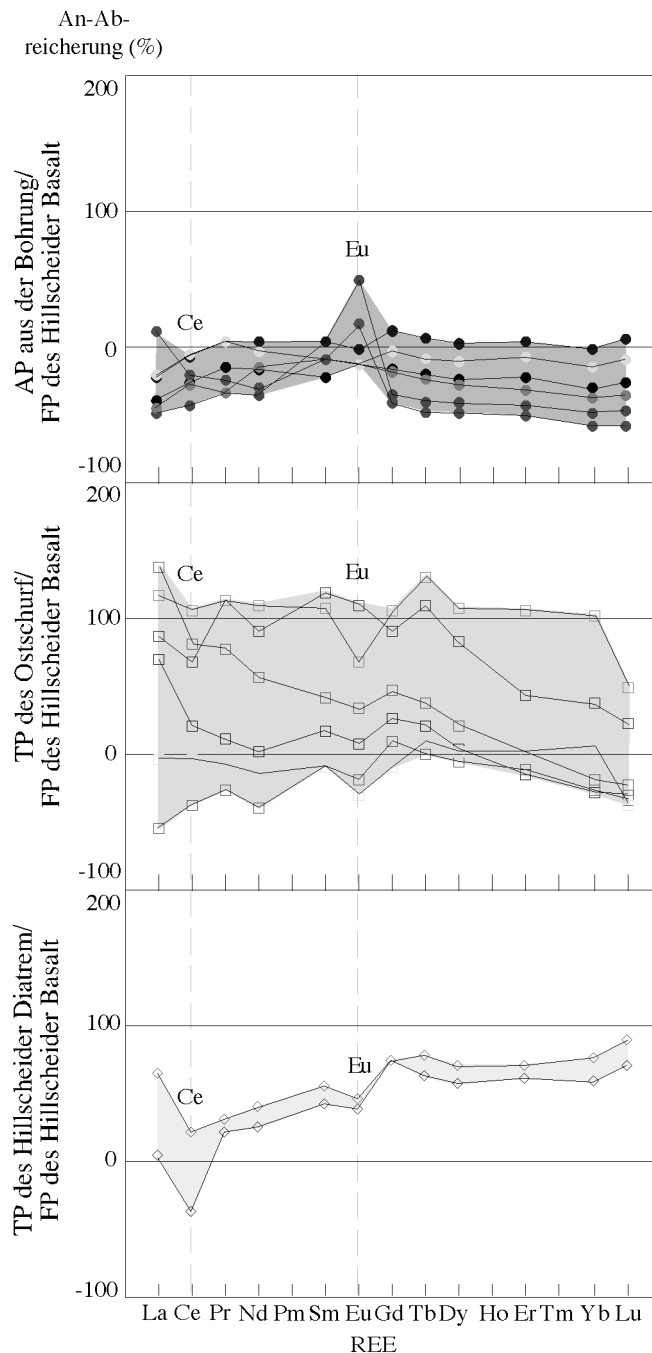 An-Ab-
reicherung (%)
AP aus der Bohrung/
FP des Hillscheider Basalt
200
100
0
-100
Ce
Eu
TP des Ostschurf/
FP des Hillscheider Basalt
200
100
0
-100
Ce
Eu
TP des Hillscheider Diatrem/
FP des Hillscheider Basalt
200
100
0
-100
Ce
Eu
La Ce Pr Nd Pm Sm Eu Gd Tb Dy Ho Er Tm Yb Lu
REE